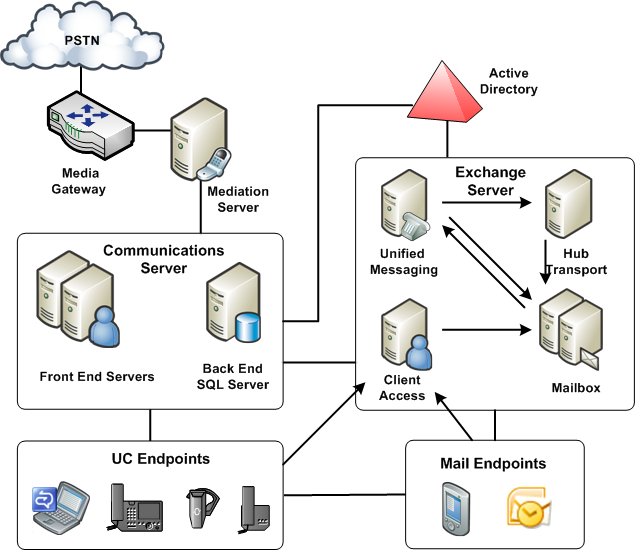 PSTN
Active
Directory
Media
Gateway
Mediation
Server
Exchange
Server
Unified
Messaging
Hub
Transport
Communications
Server
Front End Servers
Back End
SQL Server
Client
Access
Mailbox
UC Endpoints
Mail Endpoints